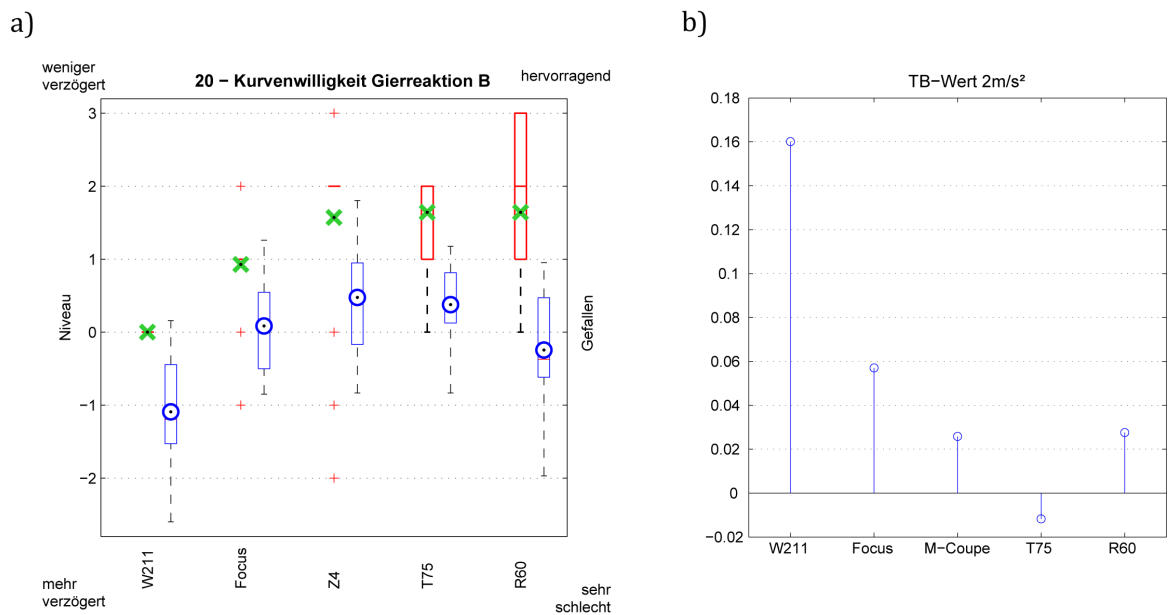 a)
weniger
verzögert
20 − Kurvenwilligkeit Gierreaktion B
hervorragend
3
2
1
0
−1
−2
Niveau
Gefallen
W211
Focus
Z4
T75
R60
mehr
verzögert
sehr
schlecht
b)
TB−Wert 2m/s²
0.18
0.16
0.14
0.12
0.1
0.08
0.06
0.04
0.02
0
−0.02
W211
Focus
M−Coupe
T75
R60